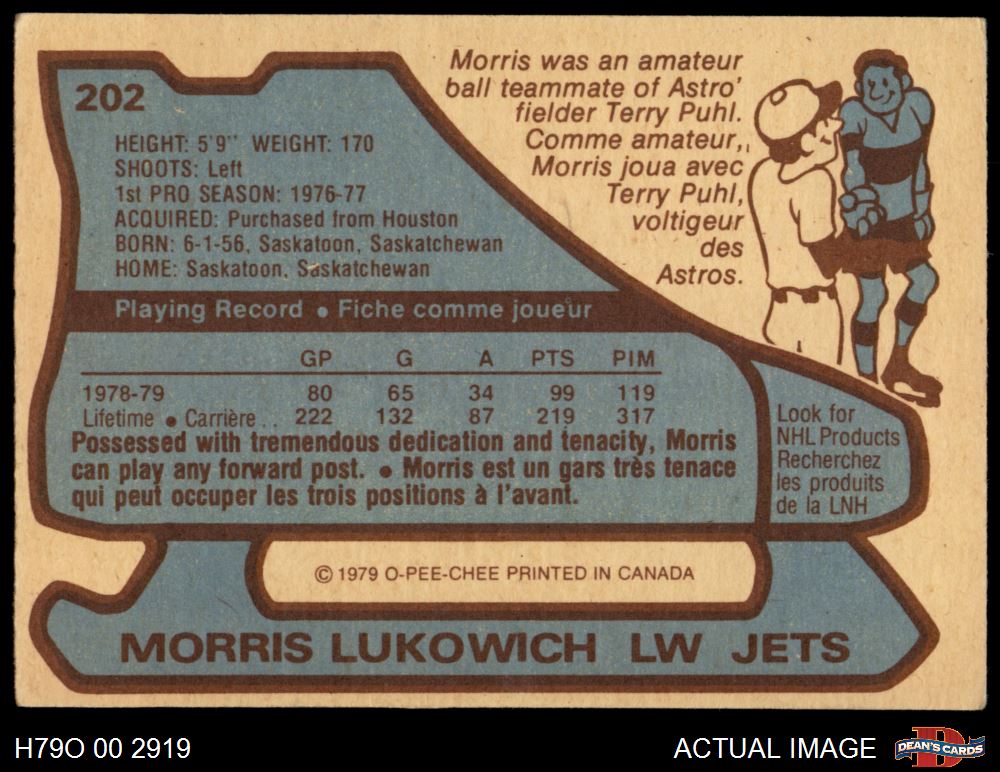 202
HEIGHT: 5'9" WEIGHT: 170
SHOOTS: Left
1st PRO SEASON: 1976-77
ACQUIRED: Purchased from Houston
BORN: 6-1-56, Saskatoon, Saskatchewan
HOME: Saskatoon, Saskatchewan
Morris was an amateur
ball teammate of Astro'
fielder Terry Puhl.
Comme amateur,
Morris joua avec
Terry Puhl,
voltigeur
des
Astros.
Playing Record • Fiche comme joueur
GP G A PTS PIM
1978-79 80 65 34 99 119
Lifetime • Carrière.. 222 132 87 219 317
Possessed with tremendous dedication and tenacity, Morris
can play any forward post. • Morris est un gars très tenace
qui peut occuper les trois positions à l'avant.
Look for
NHL Products
Recherchez
les produits
de la LNH
© 1979 O-PEE-CHEE PRINTED IN CANADA
MORRIS LUKOWICH LW JETS
H79O 00 2919
ACTUAL IMAGE
D
DEAN'S CARDS